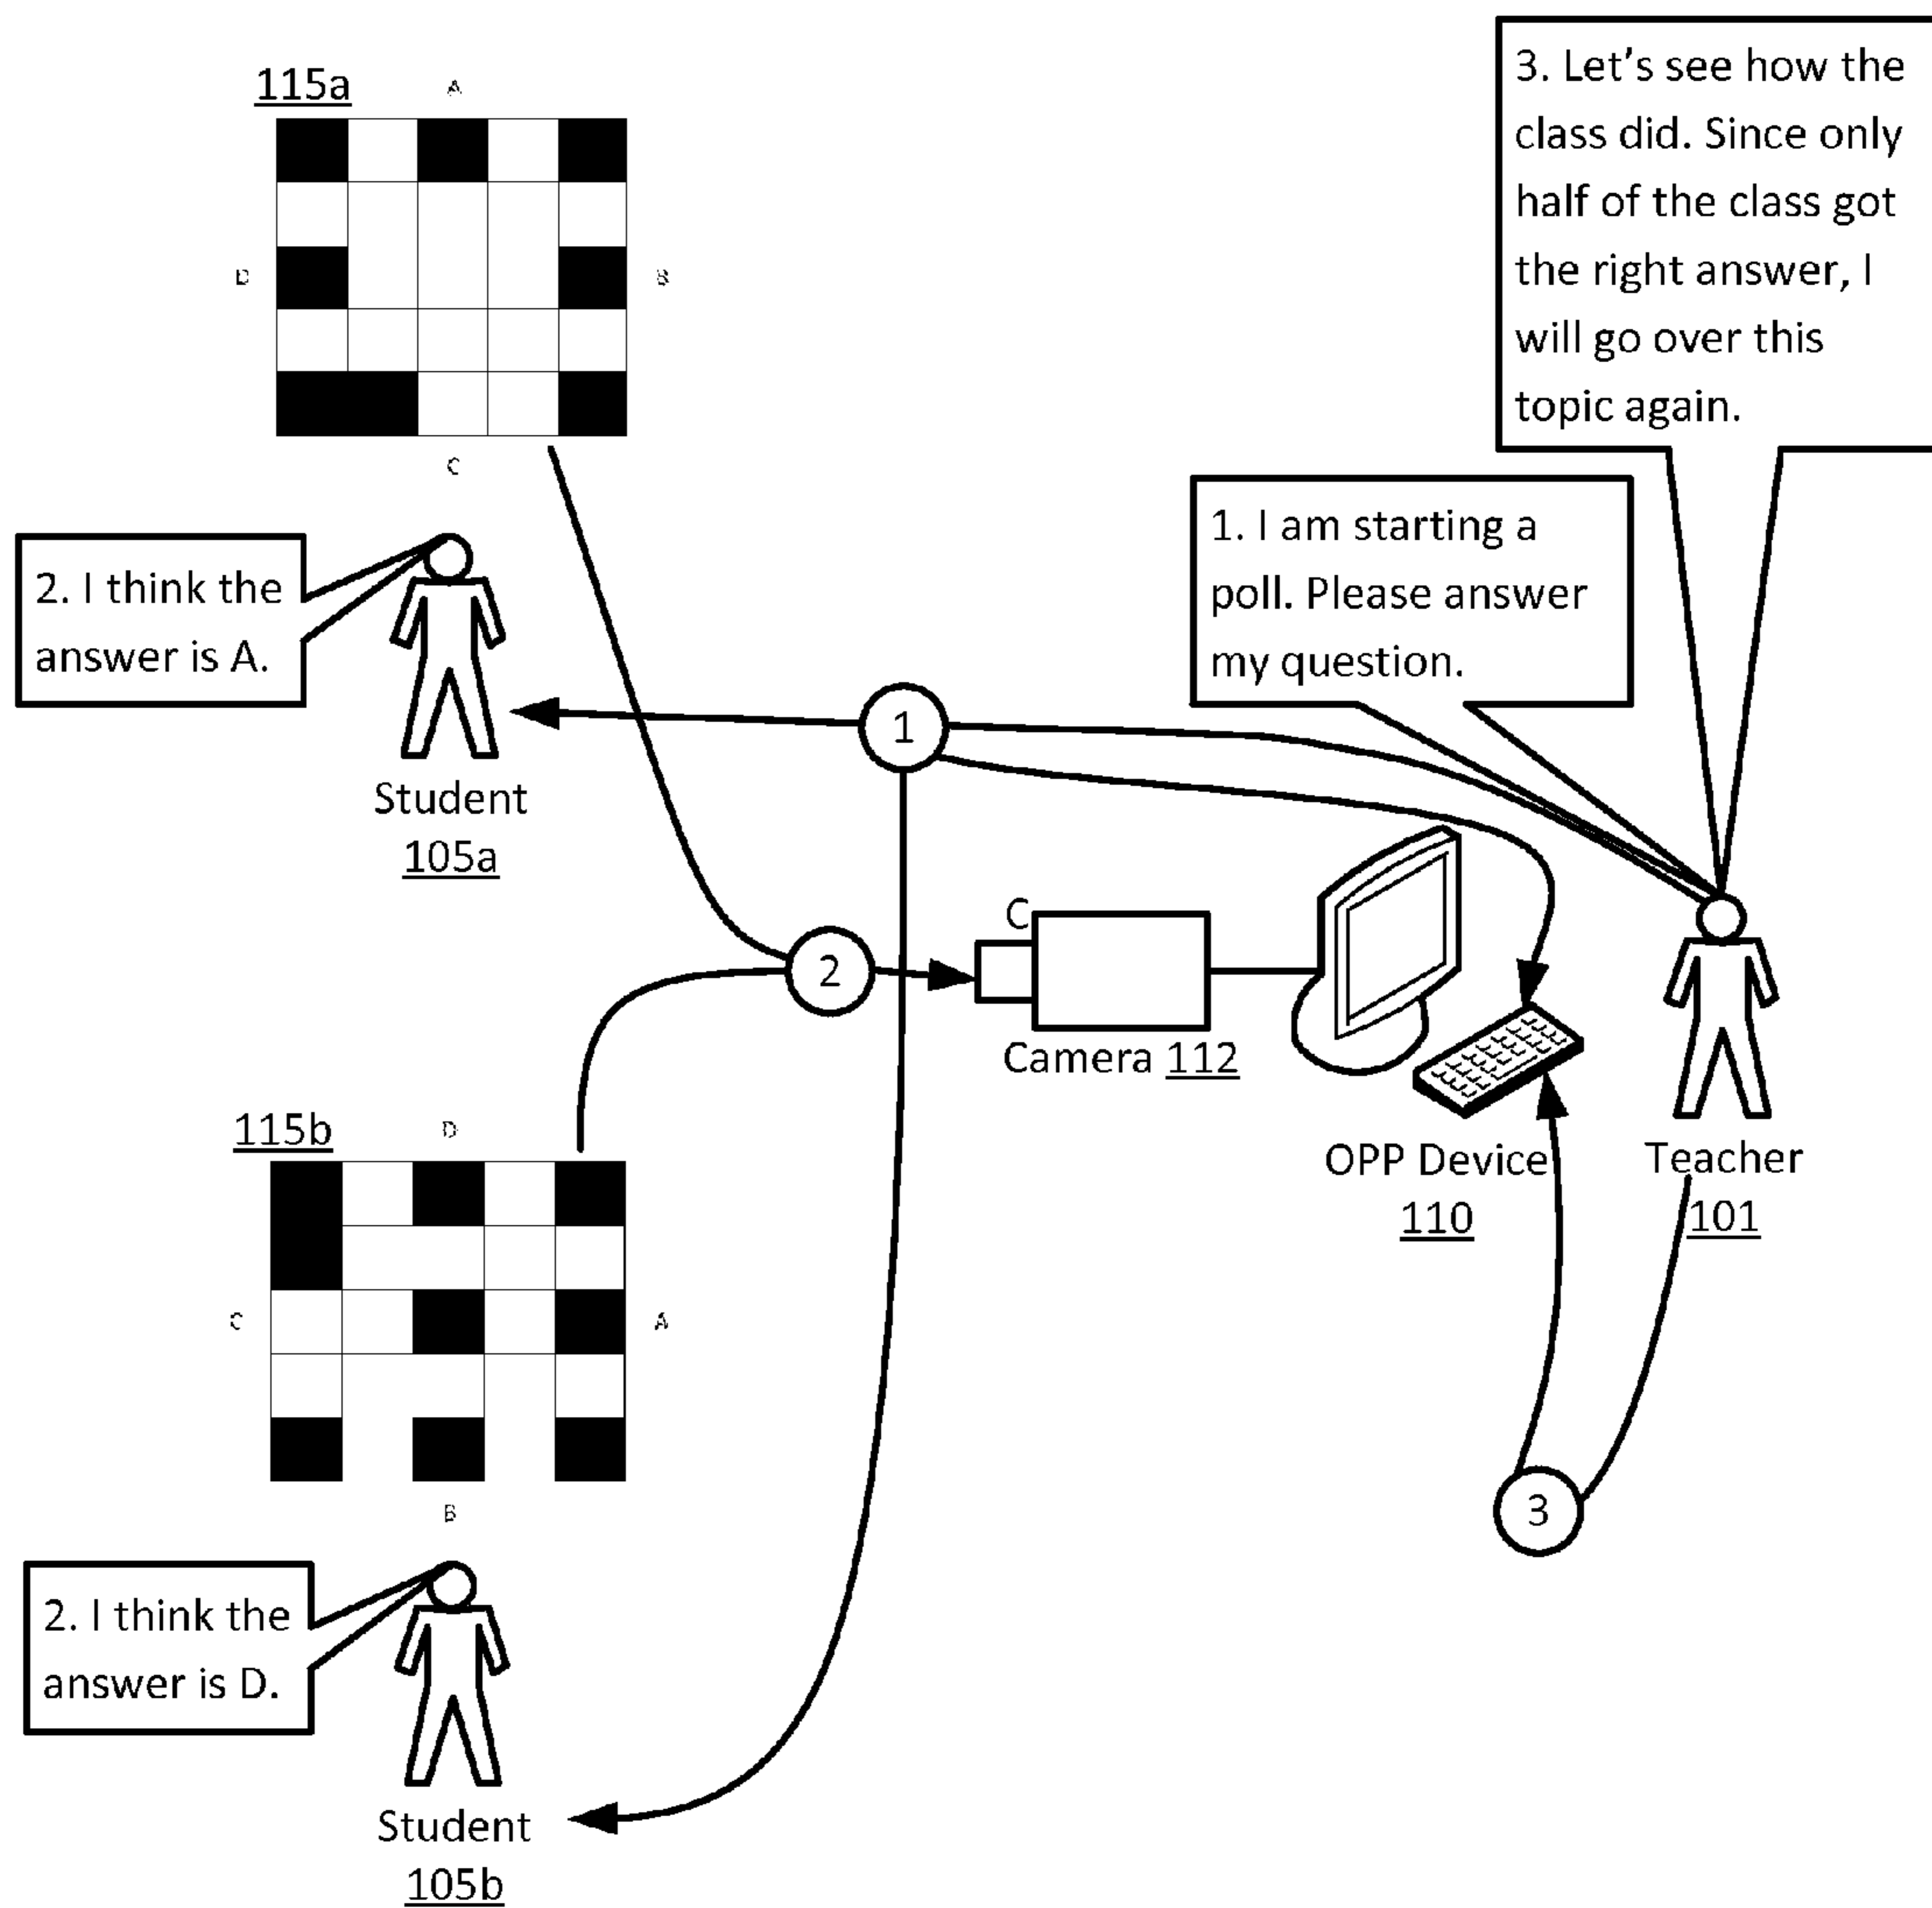 115a
A
D
B
C
3. Let's see how the
class did. Since only
half of the class got
the right answer, I
will go over this
topic again.
1. I am starting a
poll. Please answer
my question.
2. I think the
answer is A.
Student
105a
1
2
C
Camera 112
OPP Device
110
Teacher
101
115b
D
C
A
B
3
2. I think the
answer is D.
Student
105b